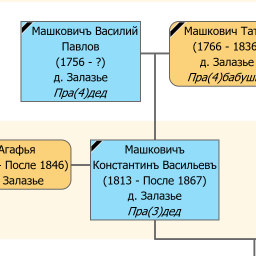 Машковичъ Василий
Павлов
(1756 - ?)
д. Залазье
Пра(4)дед
Машкович
(1766 - 1836
д. Залазье
Пра(4)бабуш
Агафья
- После 1846)
Залазье
Машковичъ
Константинъ Васильевъ
(1813 - После 1867)
д. Залазье
Пра(3)дед